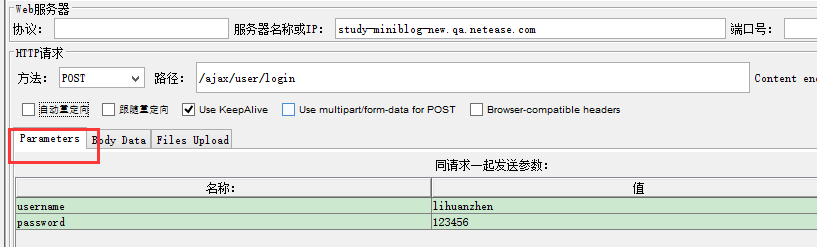 Web服务器
协议： 服务器名称或IP： study-miniblog-new.qa.netease.com 端口号：
HTTP请求
方法： POST 路径： /ajax/user/login Content enc
自动重定向 跟随重定向 Use KeepAlive Use multipart/form-data for POST Browser-compatible headers
Parameters Body Data Files Upload
同请求一起发送参数：
名称： 值
username lihuanzhen
password 123456